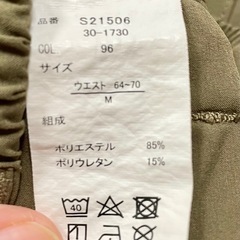 品番 S21506
30-1730
COL 96
サイズ
ウエスト 64~70
M
組成
ポリエステル 85%
ポリウレタン 15%
40